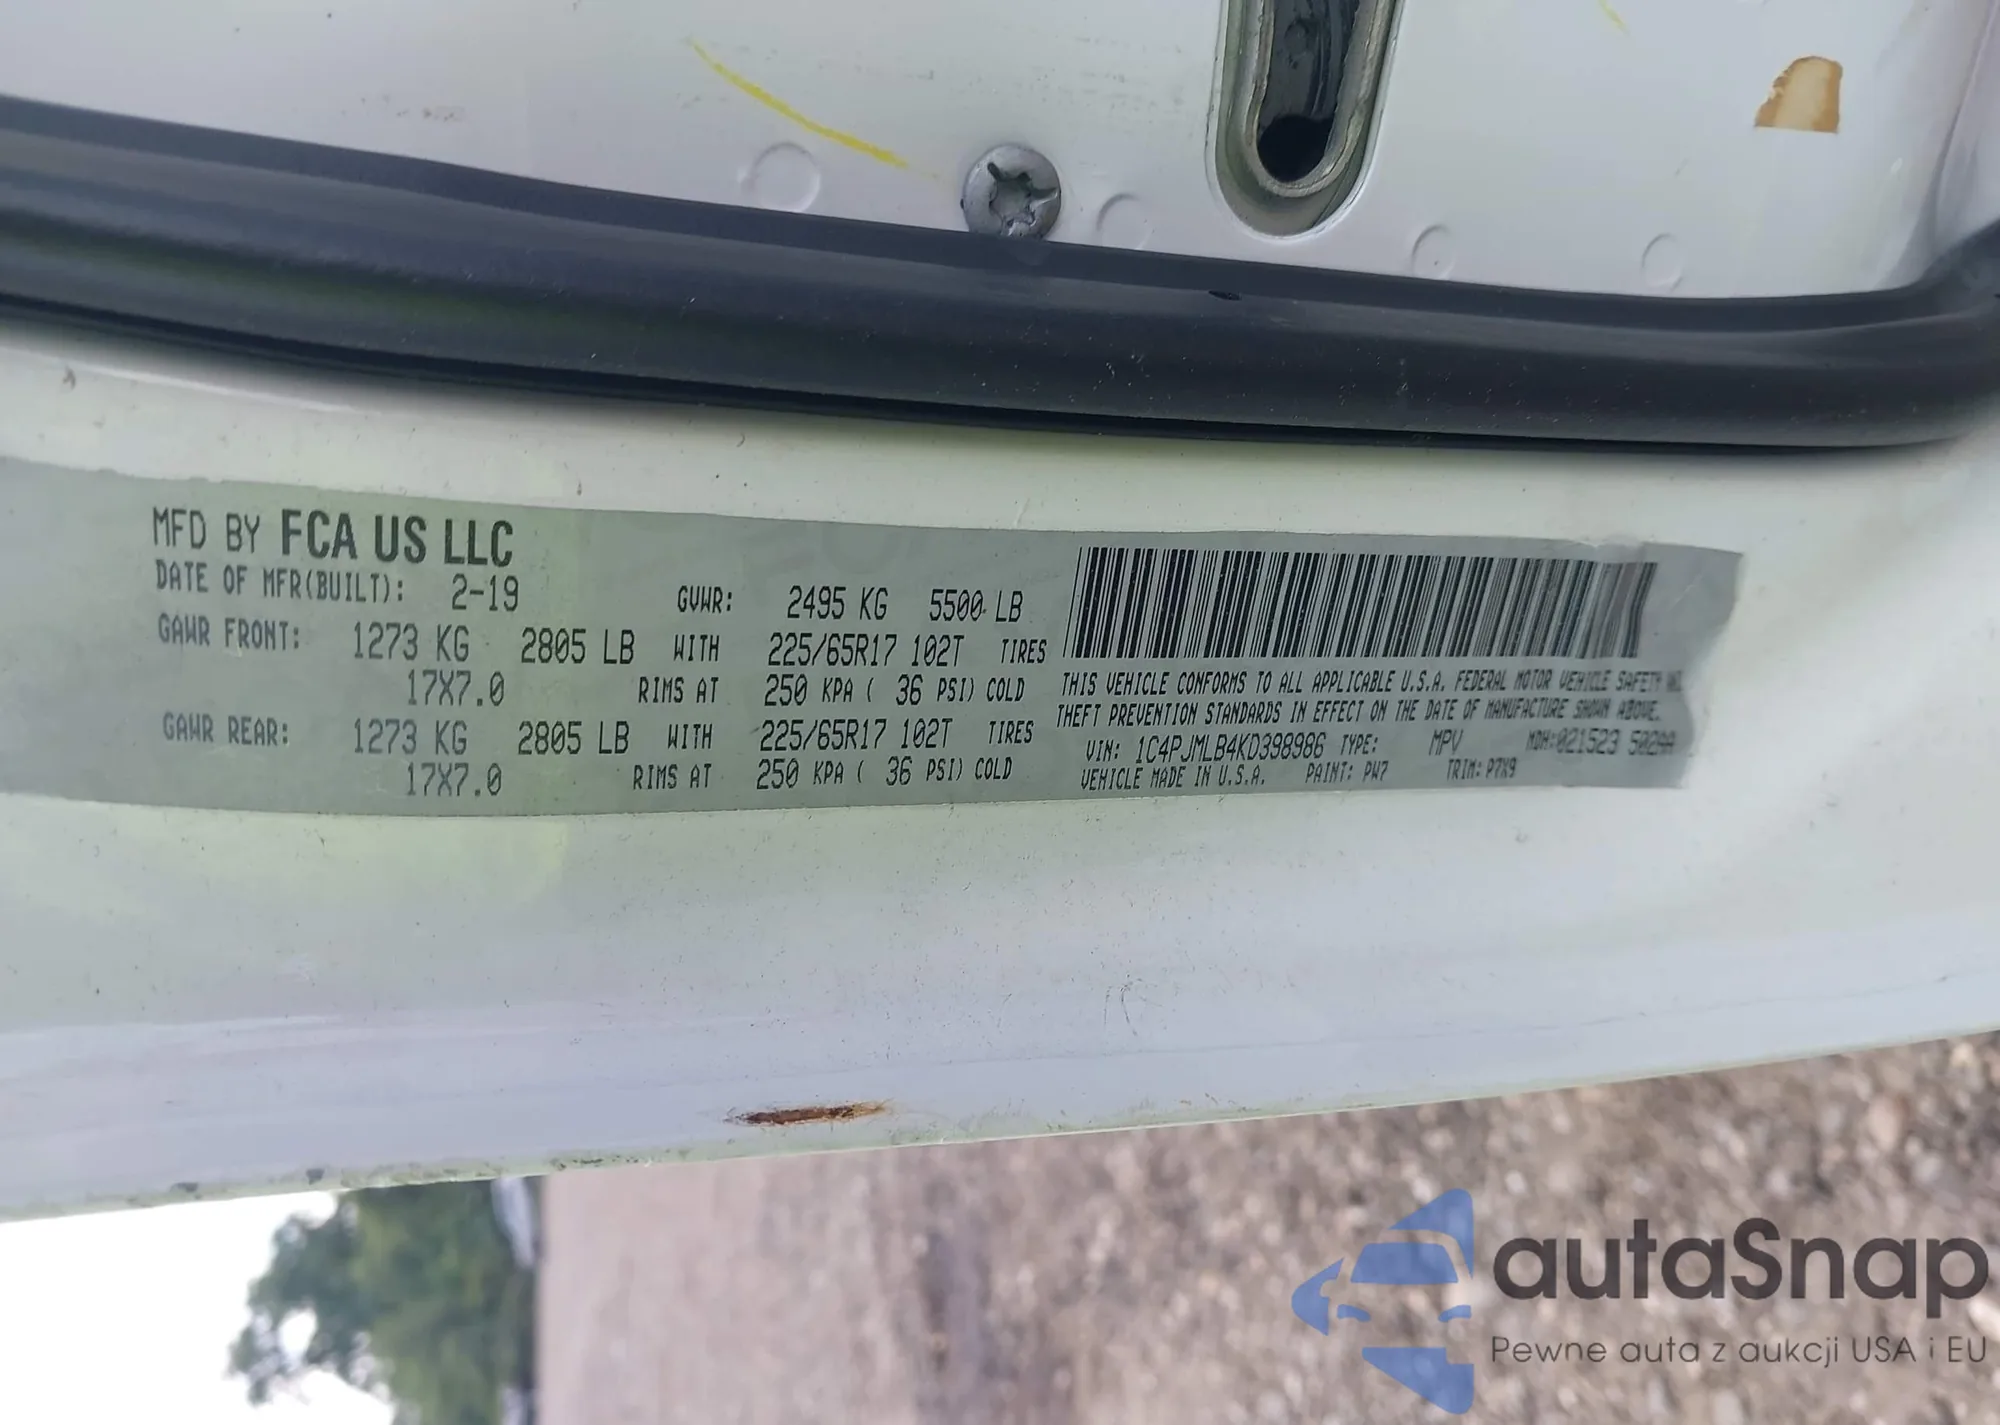 MFD BY FCA US LLC
DATE OF MFR(BUILT): 2-19 GVWR: 2495 KG 5500 LB
GAWR FRONT: 1273 KG 2805 LB WITH 225/65R17 102T TIRES
17X7.0 RIMS AT 250 KPA ( 36 PSI) COLD
GAWR REAR: 1273 KG 2805 LB WITH 225/65R17 102T TIRES
17X7.0 RIMS AT 250 KPA ( 36 PSI) COLD
THIS VEHICLE CONFORMS TO ALL APPLICABLE U.S.A. FEDERAL MOTOR VEHICLE SAFETY
THEFT PREVENTION STANDARDS IN EFFECT ON THE DATE OF MANUFACTURE SHOWN ABOVE.
VIN: 1C4PJMLB4KD398986 TYPE: MPV MDH:021523 502AA
VEHICLE MADE IN U.S.A. PAINT: PW7 TRIM: P7X9
autaSnap
Pewne auta z aukcji USA i EU